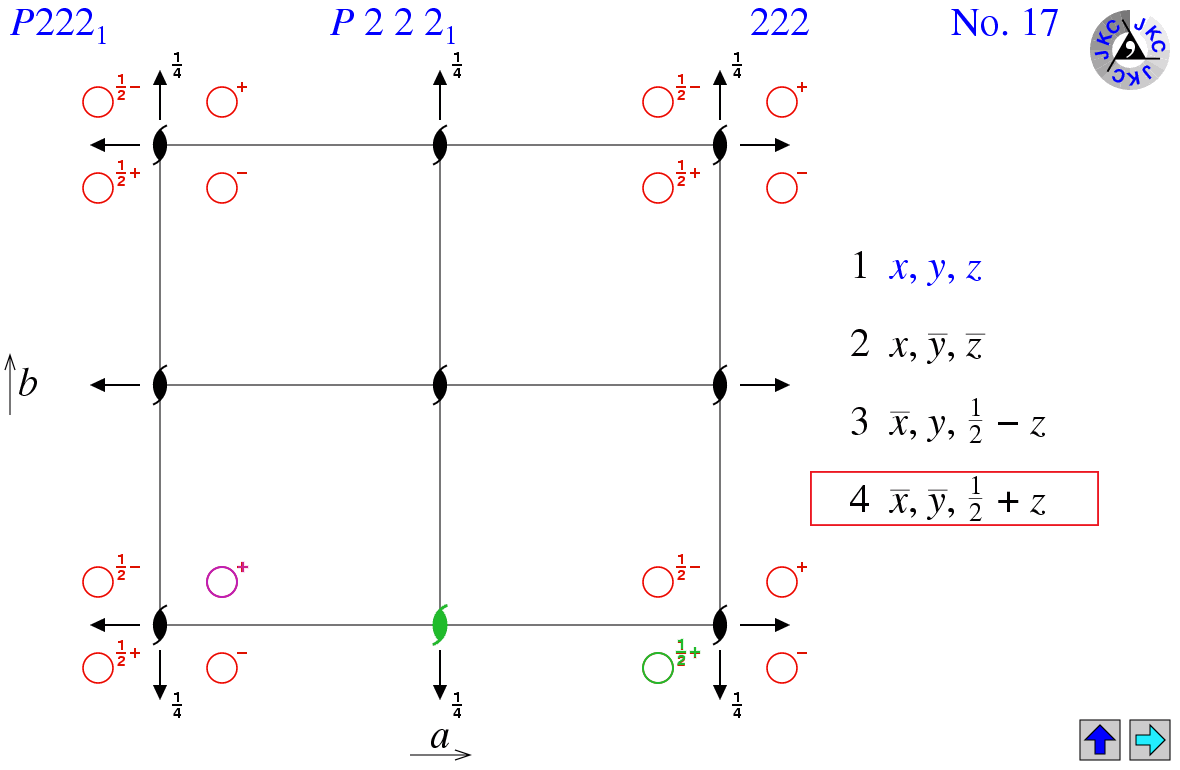 P222₁ P 2 2 2₁ 222 No. 17
JKC JKC JKC
¼ ¼ ¼
½− + ½− +
½+ − ½+ −
1 x, y, z
2 x, y̅, z̅
b
3 x̅, y, ½ − z
4 x̅, y̅, ½ + z
½− + ½− +
½+ − ½+ −
¼ ¼ ¼
a